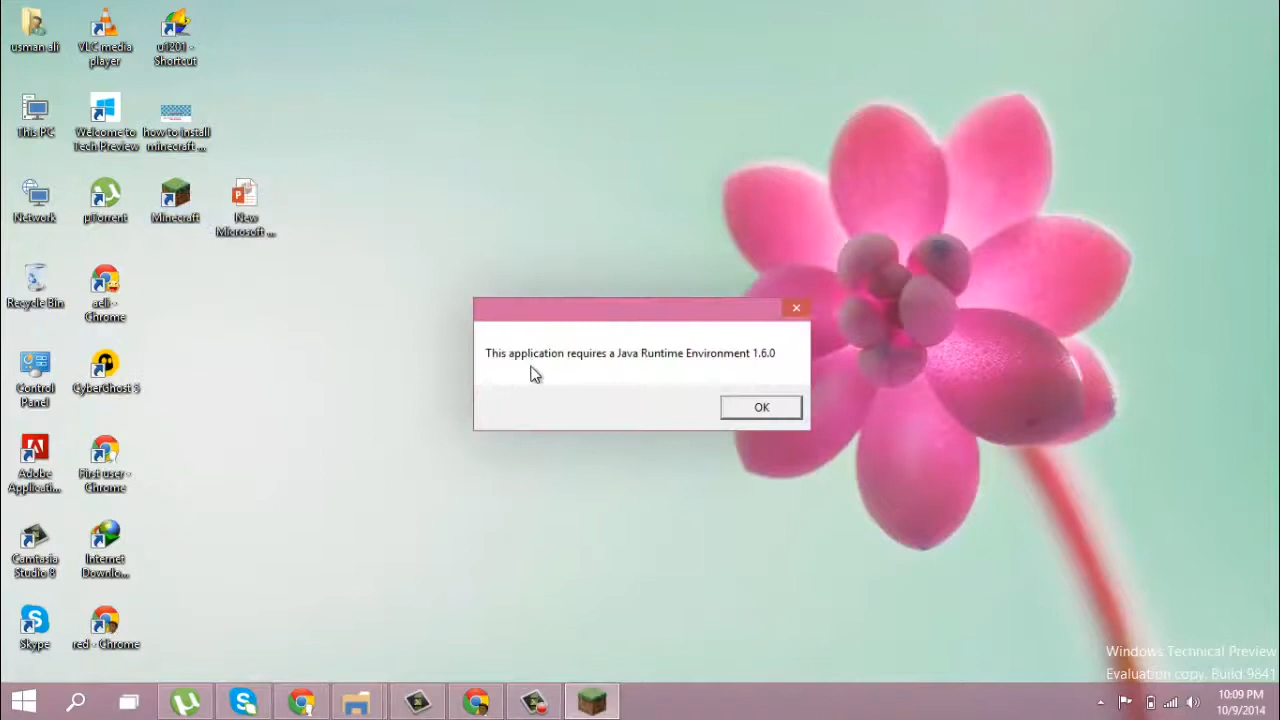 usman ali
VLC media
player
u1201 -
Shortcut
This PC
Welcome to
Tech Preview
how to install
minecraft ...
Network
µTorrent
Minecraft
New
Microsoft ...
Recycle Bin
aeli -
Chrome
Control
Panel
CyberGhost 5
Adobe
Applicati...
First user -
Chrome
Camtasia
Studio 8
Internet
Downlo...
Skype
red - Chrome
This application requires a Java Runtime Environment 1.6.0
OK
Windows Technical Preview
Evaluation copy. Build 9841
10:09 PM
10/9/2014